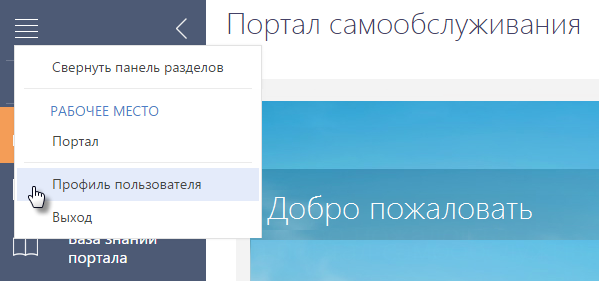 Портал самообслуживания
Свернуть панель разделов
РАБОЧЕЕ МЕСТО
Портал
Профиль пользователя
Выход
Добро пожаловать
База знаний
портала